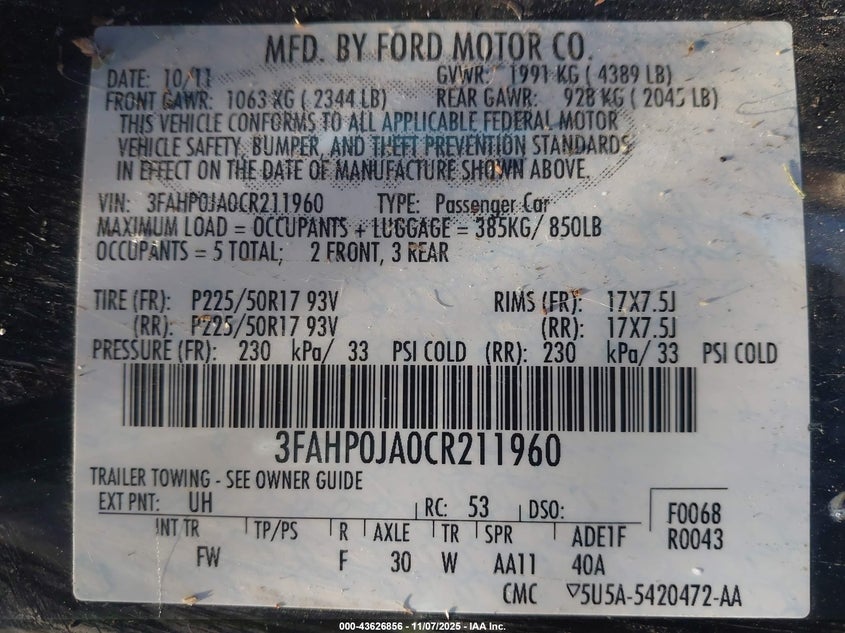 MFD. BY FORD MOTOR CO.
DATE: 10/11 GVWR: 1991 KG ( 4389 LB)
FRONT GAWR: 1063 KG ( 2344 LB) REAR GAWR: 928 KG ( 2045 LB)
THIS VEHICLE CONFORMS TO ALL APPLICABLE FEDERAL MOTOR
VEHICLE SAFETY, BUMPER, AND THEFT PREVENTION STANDARDS
IN EFFECT ON THE DATE OF MANUFACTURE SHOWN ABOVE.
VIN: 3FAHP0JA0CR211960 TYPE: Passenger Car
MAXIMUM LOAD = OCCUPANTS + LUGGAGE = 385KG/ 850LB
OCCUPANTS = 5 TOTAL; 2 FRONT, 3 REAR
TIRE (FR): P225/50R17 93V RIMS (FR): 17X7.5J
(RR): P225/50R17 93V (RR): 17X7.5J
PRESSURE (FR): 230 kPa/ 33 PSI COLD (RR): 230 kPa/ 33 PSI COLD
3FAHP0JA0CR211960
TRAILER TOWING - SEE OWNER GUIDE
EXT PNT: UH RC: 53 DSO: F0068
INT TR TP/PS R AXLE TR SPR ADE1F R0043
FW F 30 W AA11 40A
CMC ▽5U5A-5420472-AA
000-43626856 - 11/07/2025 - IAA Inc.